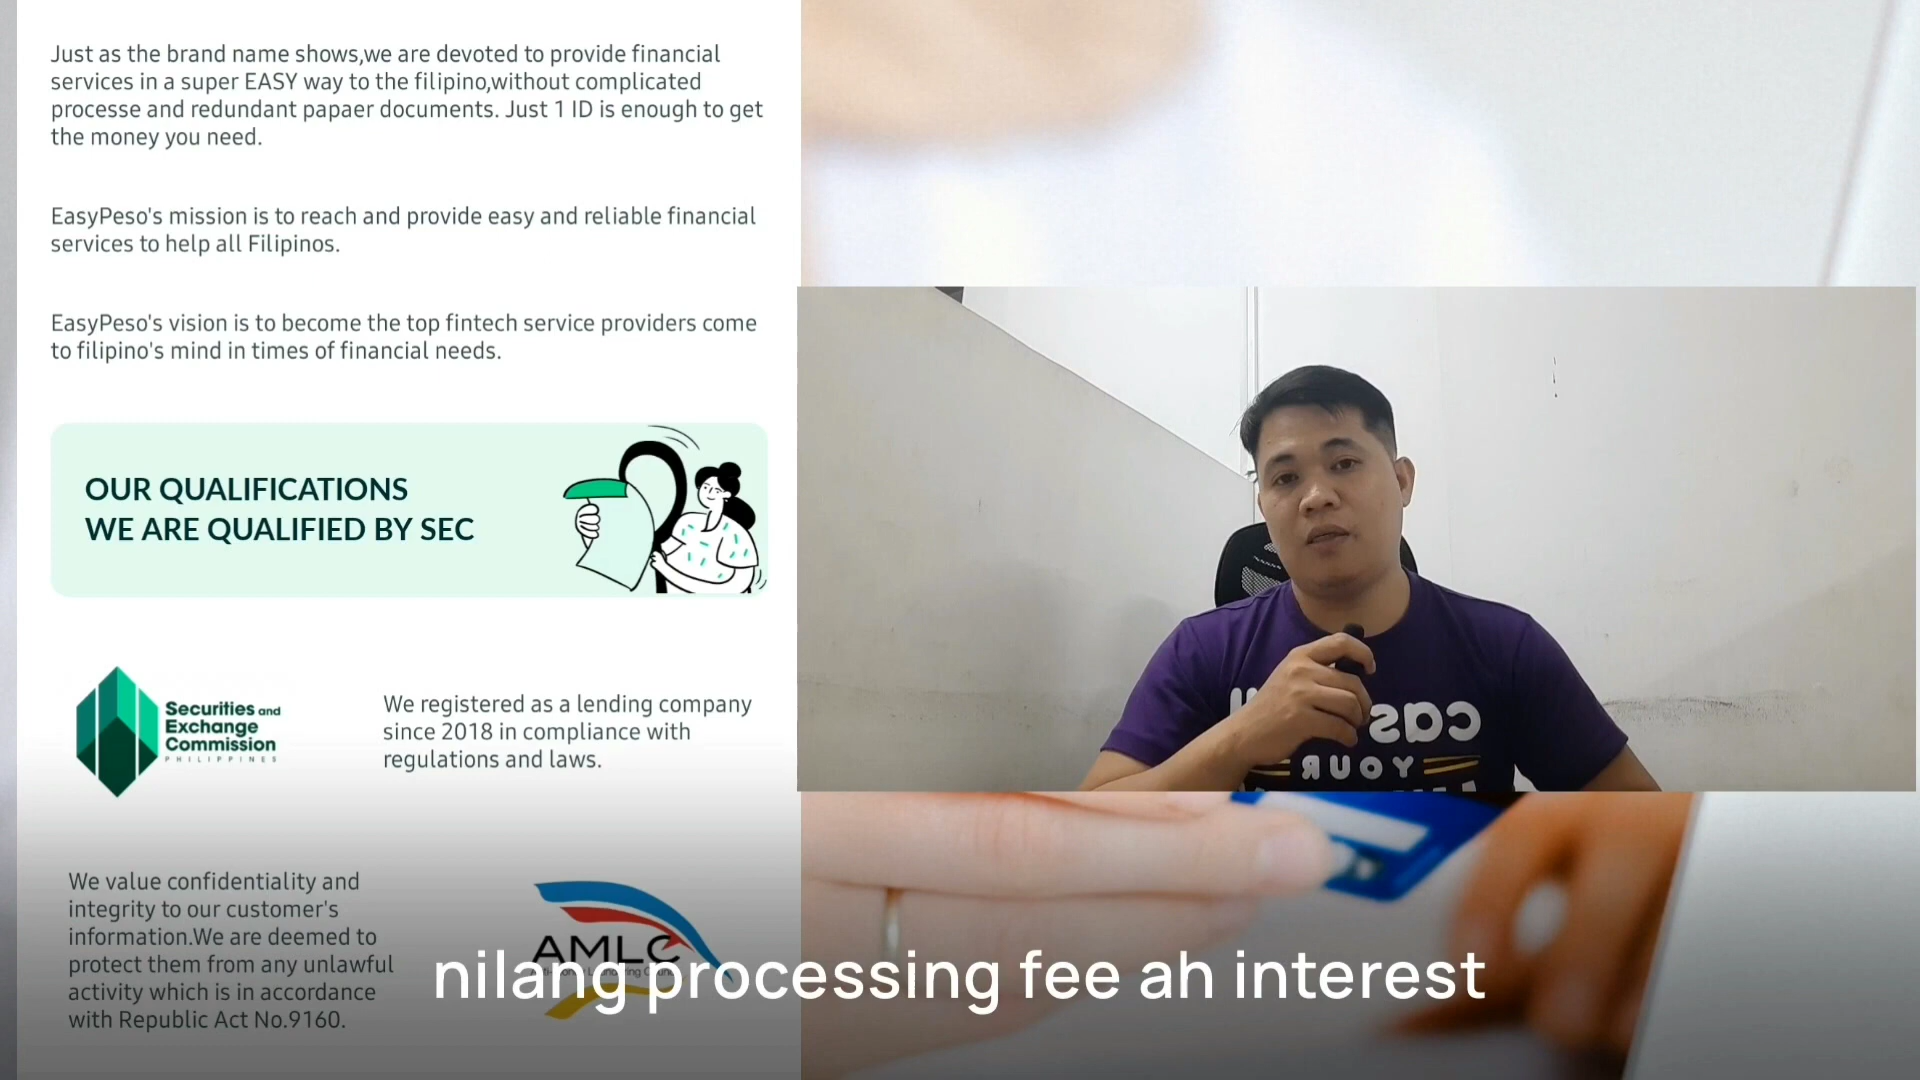 Just as the brand name shows,we are devoted to provide financial
services in a super EASY way to the filipino,without complicated
processe and redundant papaer documents. Just 1 ID is enough to get
the money you need.
EasyPeso's mission is to reach and provide easy and reliable financial
services to help all Filipinos.
EasyPeso's vision is to become the top fintech service providers come
to filipino's mind in times of financial needs.
OUR QUALIFICATIONS
WE ARE QUALIFIED BY SEC
Securities and
Exchange
Commission
PHILIPPINES
We registered as a lending company
since 2018 in compliance with
regulations and laws.
We value confidentiality and
integrity to our customer's
information.We are deemed to
protect them from any unlawful
activity which is in accordance
with Republic Act No.9160.
AMLC
nilang processing fee ah interest
YOUR